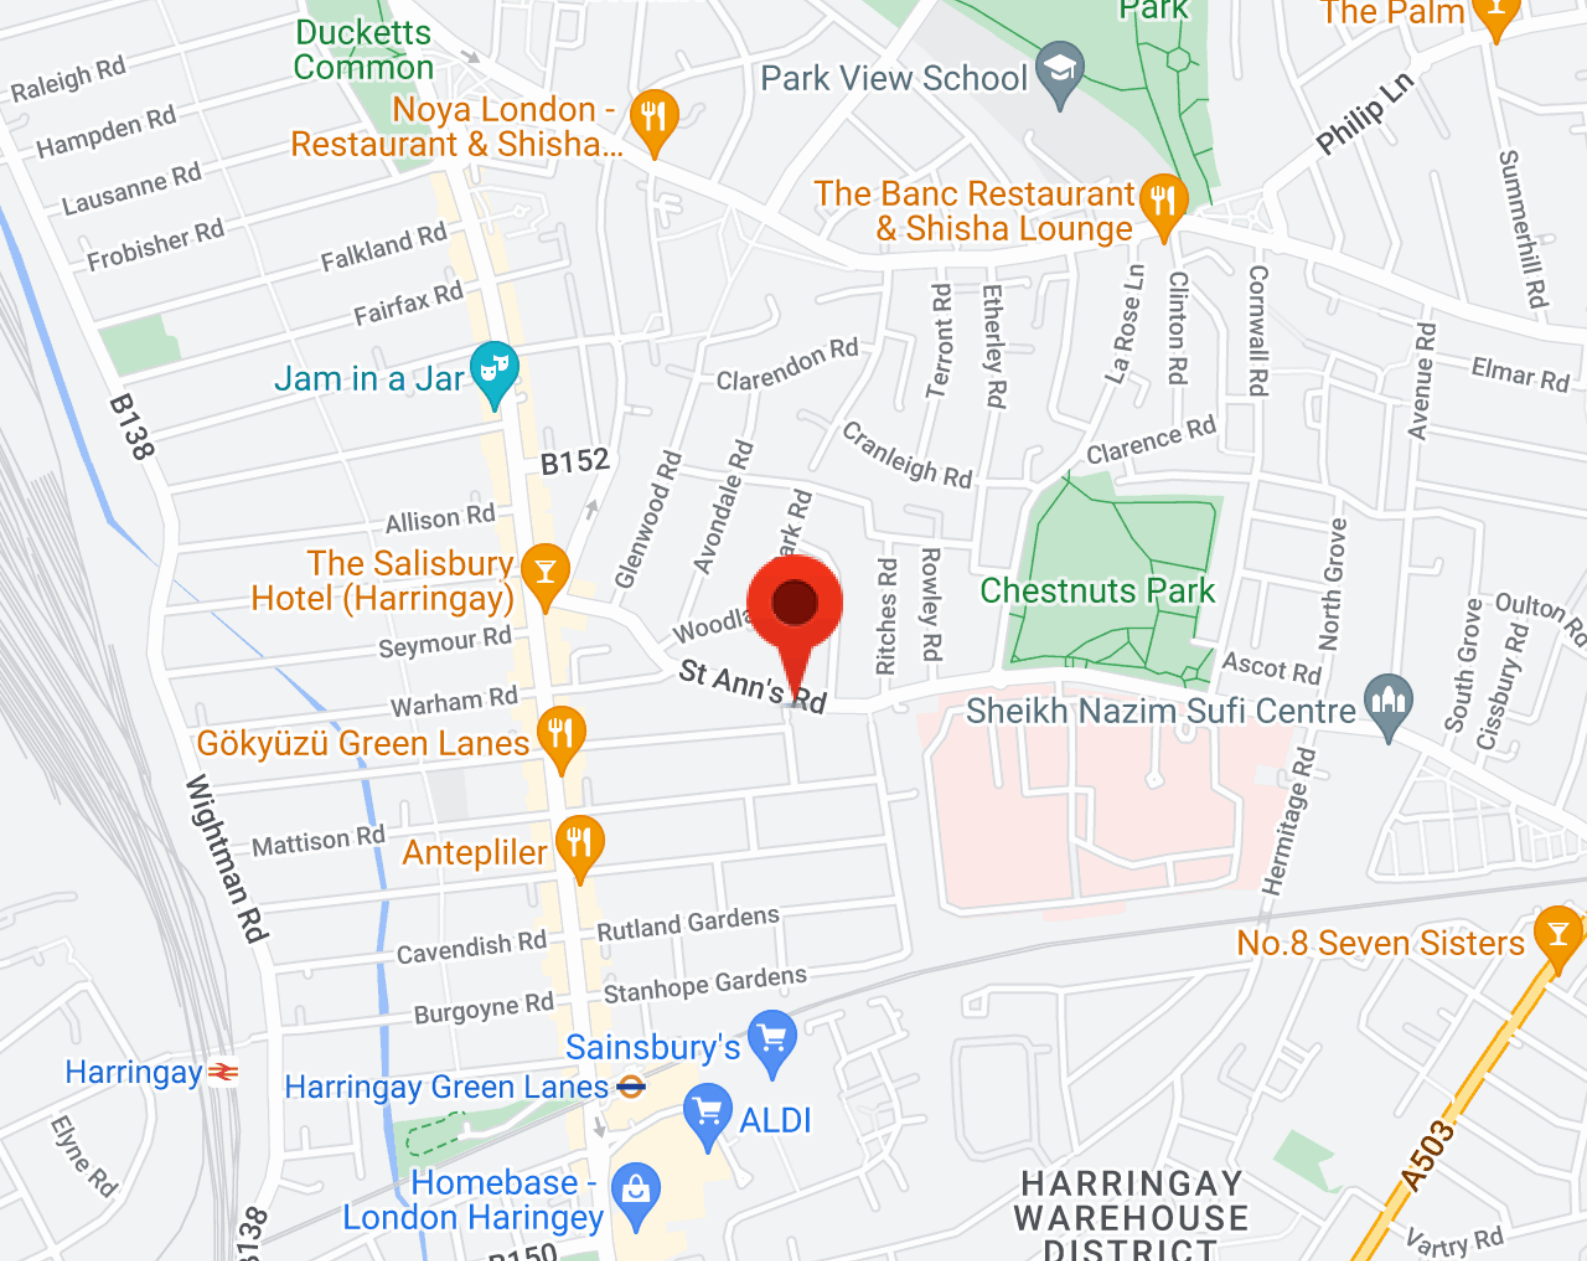 Park
The Palm
Ducketts
Common
Raleigh Rd
Park View School
Philip Ln
Noya London -
Restaurant & Shisha...
Hampden Rd
Lausanne Rd
Summerhill Rd
The Banc Restaurant
& Shisha Lounge
Frobisher Rd
Falkland Rd
Fairfax Rd
Terront Rd
Etherley Rd
La Rose Ln
Clinton Rd
Cornwall Rd
Avenue Rd
Elmar Rd
Clarendon Rd
Jam in a Jar
B138
B152
Cranleigh Rd
Clarence Rd
Glenwood Rd
Avondale Rd
ark Rd
Allison Rd
The Salisbury
Hotel (Harringay)
Ritches Rd
Rowley Rd
Chestnuts Park
North Grove
South Grove
Oulton Rd
Cissbury Rd
Seymour Rd
Woodla
St Ann's Rd
Ascot Rd
Warham Rd
Sheikh Nazim Sufi Centre
Gökyüzü Green Lanes
Wightman Rd
Hermitage Rd
Mattison Rd
Antepliler
Rutland Gardens
Cavendish Rd
No.8 Seven Sisters
Stanhope Gardens
Burgoyne Rd
Sainsbury's
Harringay
Harringay Green Lanes
ALDI
Elyne Rd
A503
Homebase -
London Haringey
HARRINGAY
WAREHOUSE
DISTRICT
B138
B150
Vartry Rd